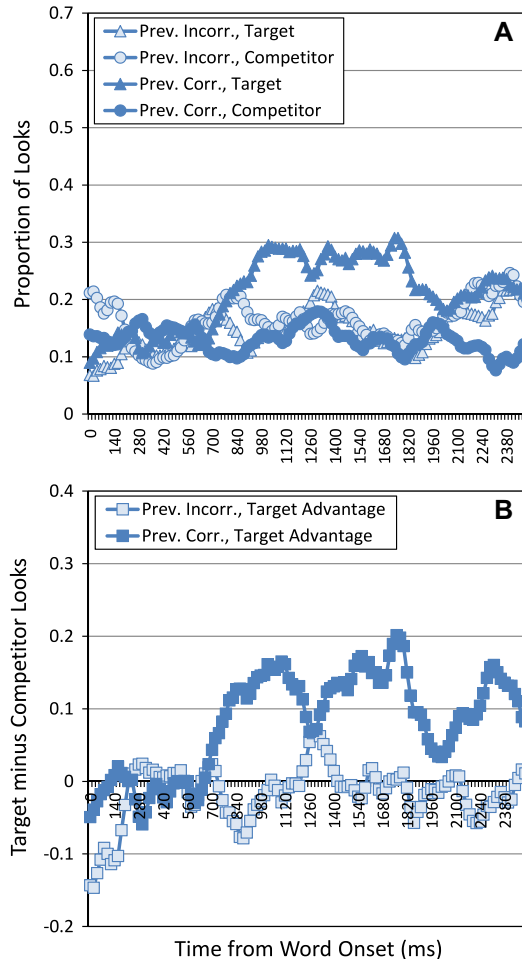 A
Prev. Incorr., Target
Prev. Incorr., Competitor
Prev. Corr., Target
Prev. Corr., Competitor
Proportion of Looks
0.7
0.6
0.5
0.4
0.3
0.2
0.1
0
0 140 280 420 560 700 840 980 1120 1260 1400 1540 1680 1820 1960 2100 2240 2380
B
Prev. Incorr., Target Advantage
Prev. Corr., Target Advantage
Target minus Competitor Looks
0.4
0.3
0.2
0.1
0
-0.1
-0.2
0 140 280 420 560 700 840 980 1120 1260 1400 1540 1680 1820 1960 2100 2240 2380
Time from Word Onset (ms)